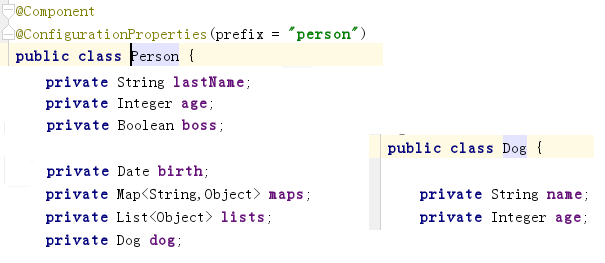 @Component
@ConfigurationProperties(prefix = "person")
public class Person {
private String lastName;
private Integer age;
private Boolean boss;
private Date birth;
private Map<String,Object> maps;
private List<Object> lists;
private Dog dog;
public class Dog {
private String name;
private Integer age;